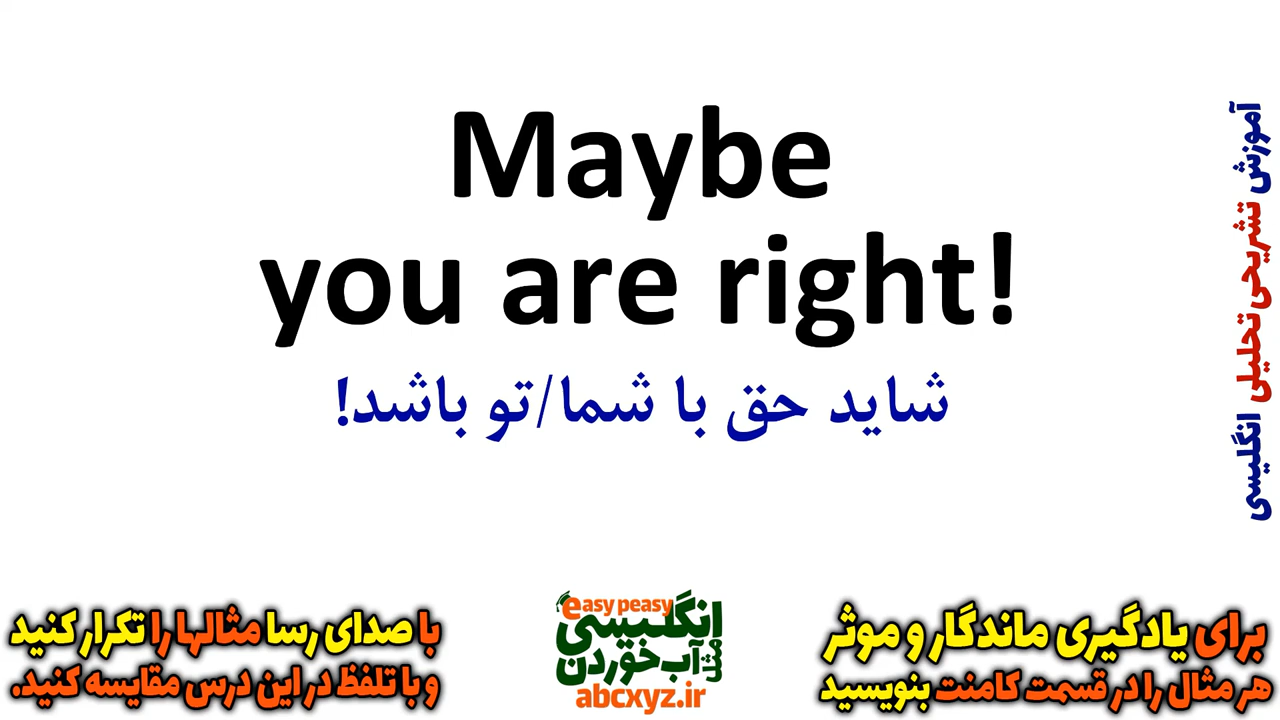 Maybe
you are right!
شاید حق با شما/تو باشد!
آموزش تشریحی تحلیلی انگلیسی
برای یادگیری ماندگار و موثر
هر مثال را در قسمت کامنت بنویسید
easy peasy
انگلیسی
مثل آب خوردن
abcxyz.ir
با صدای رسا مثالها را تکرار کنید
و با تلفظ در این درس مقایسه کنید.